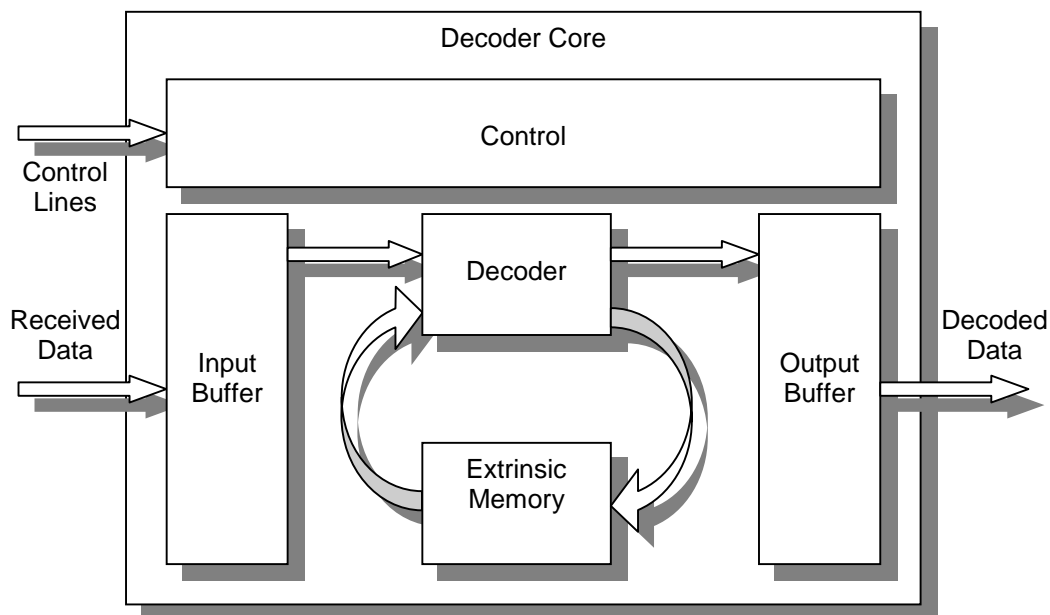 Decoder Core
Control
Control
Lines
Decoder
Received
Data
Input
Buffer
Output
Buffer
Decoded
Data
Extrinsic
Memory